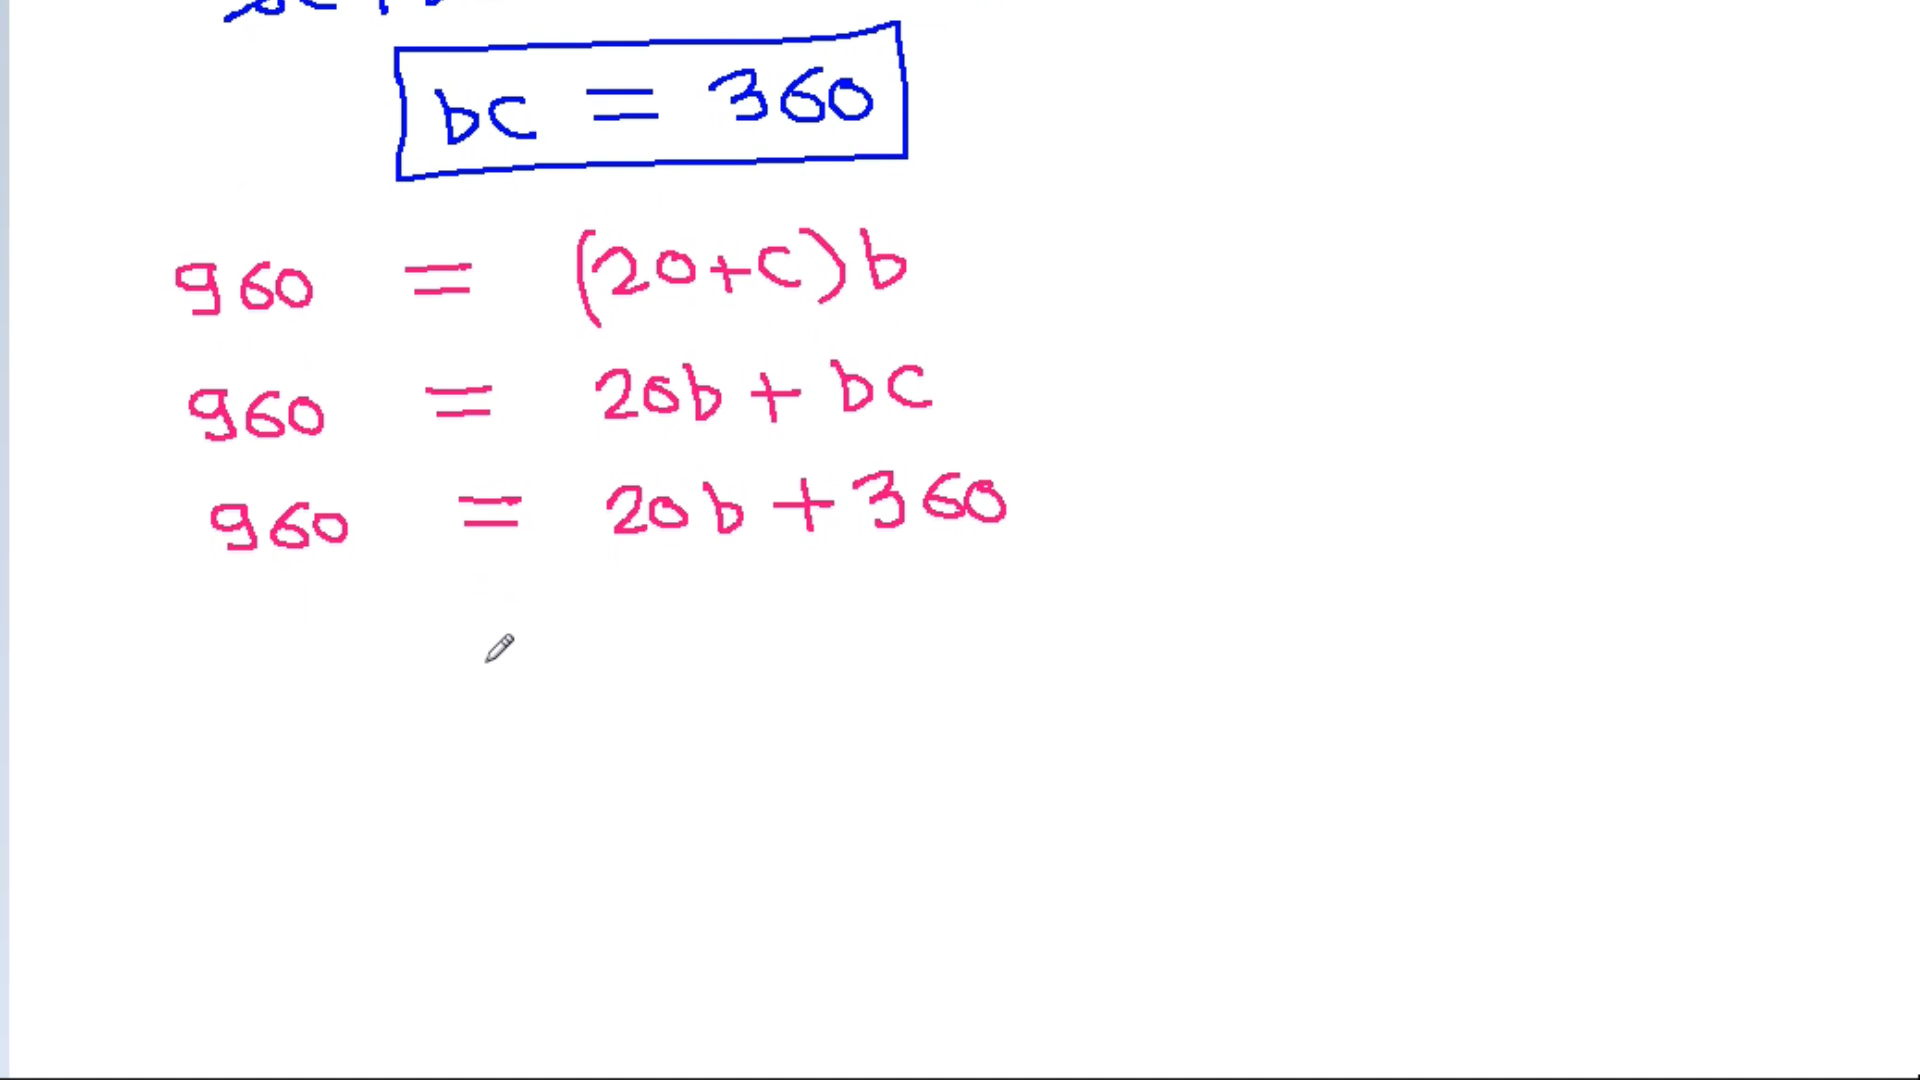 bc = 360
960 = (20+c)b
960 = 20b + bc
960 = 20b + 360